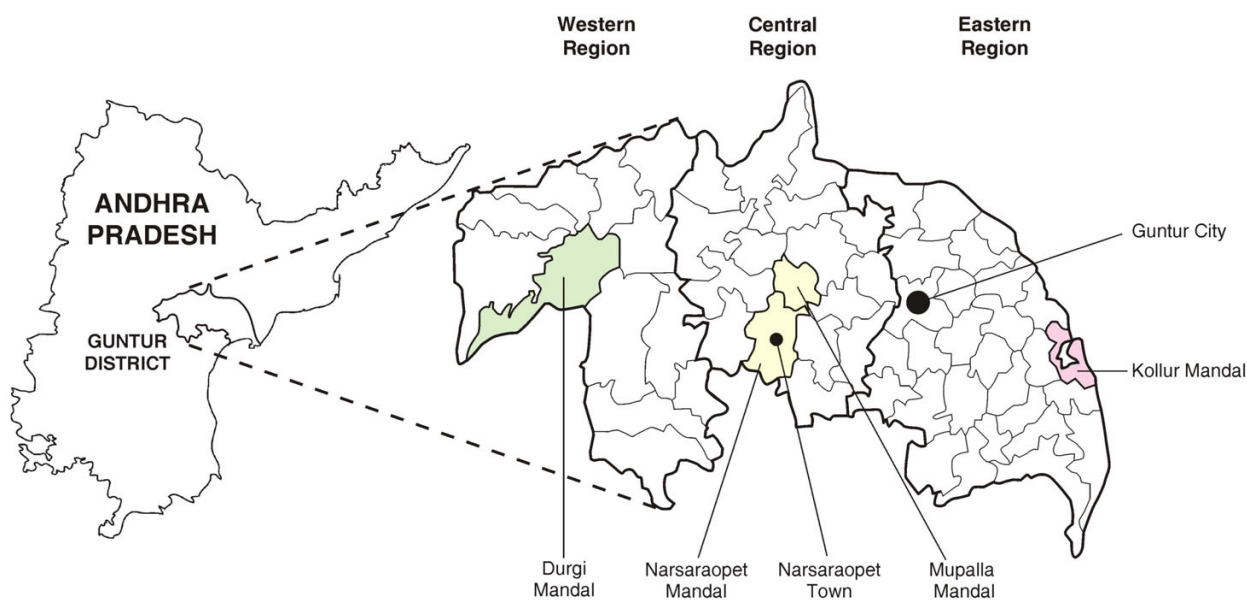 Western
Region
Central
Region
Eastern
Region
ANDHRA
PRADESH
GUNTUR
DISTRICT
Guntur City
Kollur Mandal
Durgi
Mandal
Narsaraopet
Mandal
Narsaraopet
Town
Mupalla
Mandal